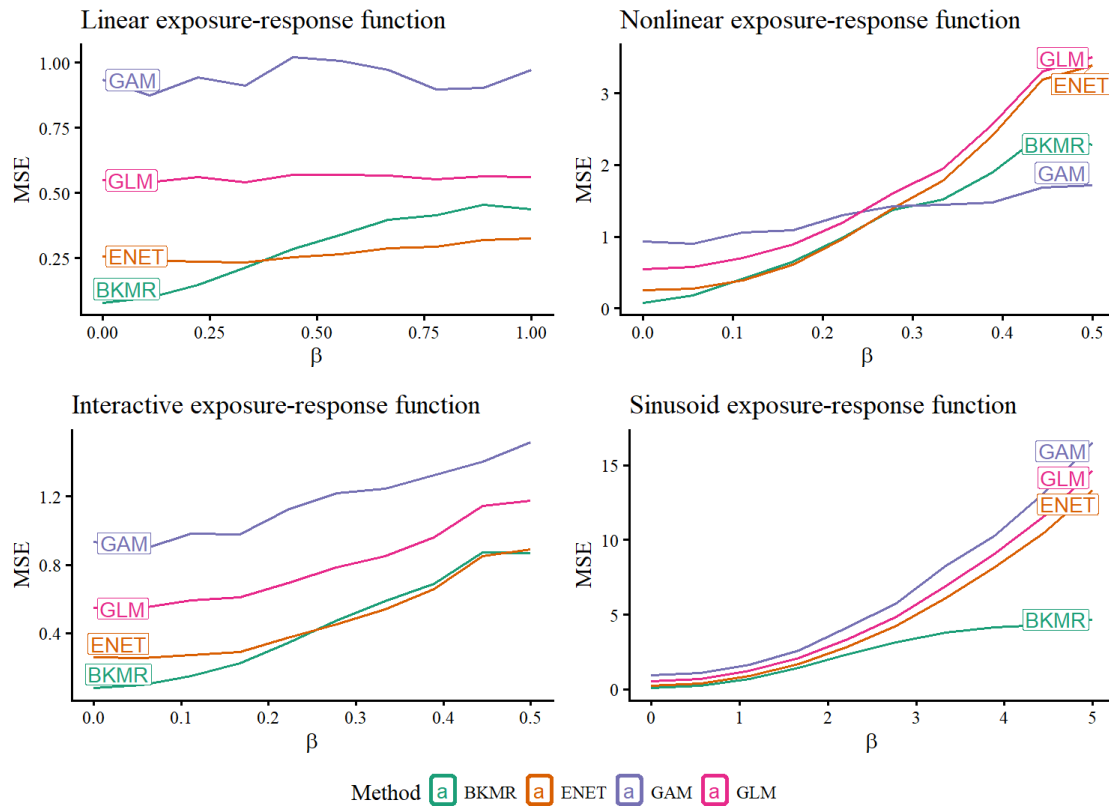 Linear exposure-response function
1.00
0.75
0.50
0.25
MSE
GAM
GLM
ENET
BKMR
0.00 0.25 0.50 0.75 1.00
β
Nonlinear exposure-response function
3
2
1
0
MSE
GLM
ENET
BKMR
GAM
0.0 0.1 0.2 0.3 0.4 0.5
β
Interactive exposure-response function
1.2
0.8
0.4
MSE
GAM
GLM
ENET
BKMR
0.0 0.1 0.2 0.3 0.4 0.5
β
Sinusoid exposure-response function
15
10
5
0
MSE
GAM
GLM
ENET
BKMR
0 1 2 3 4 5
β
Method a BKMR a ENET a GAM a GLM